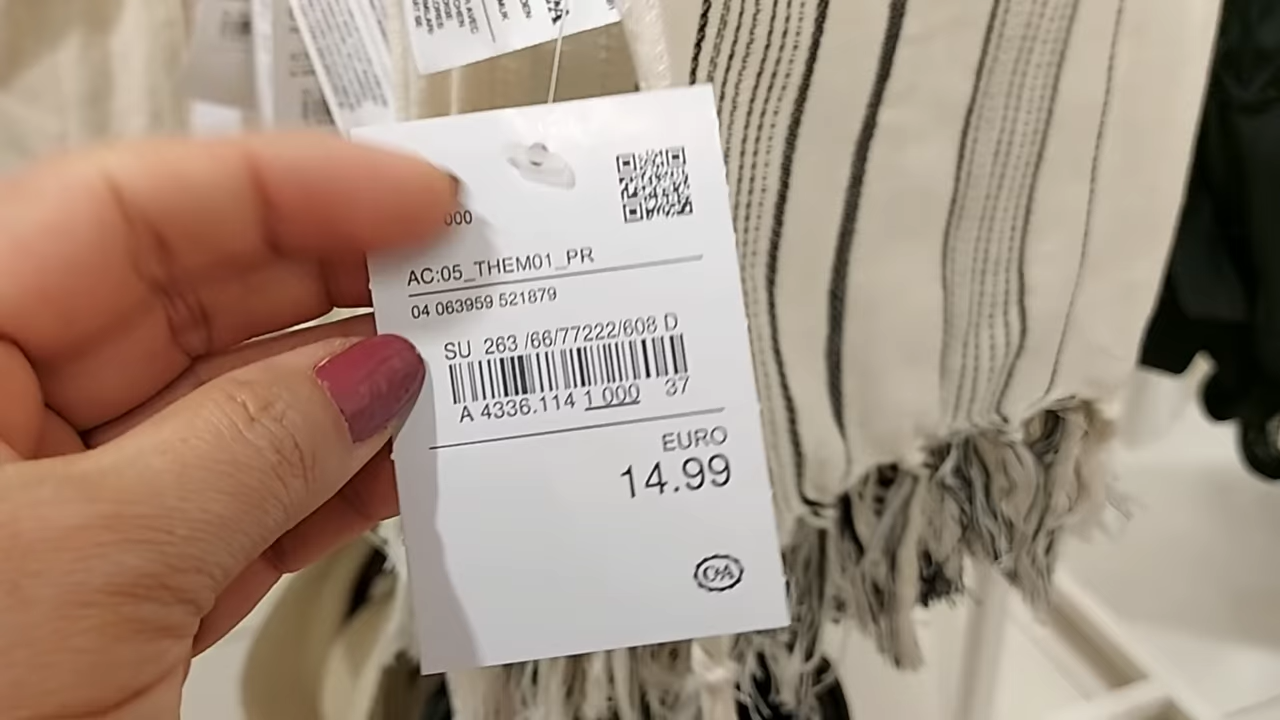 000
AC:05_THEM01_PR
04 063959 521879
SU 263 /66/77222/608 D
A 4336.114 1 000 37
EURO
14.99
C&A